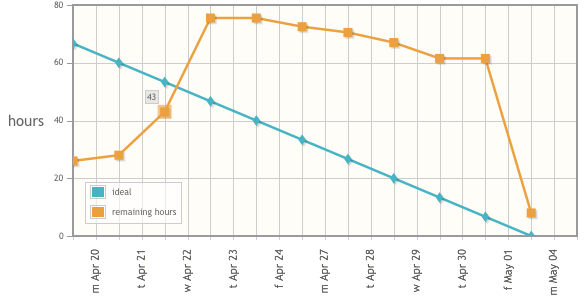 80
60
43
hours
40
20
ideal
remaining hours
0
m Apr 20
t Apr 21
w Apr 22
t Apr 23
f Apr 24
m Apr 27
t Apr 28
w Apr 29
t Apr 30
f May 01
m May 04